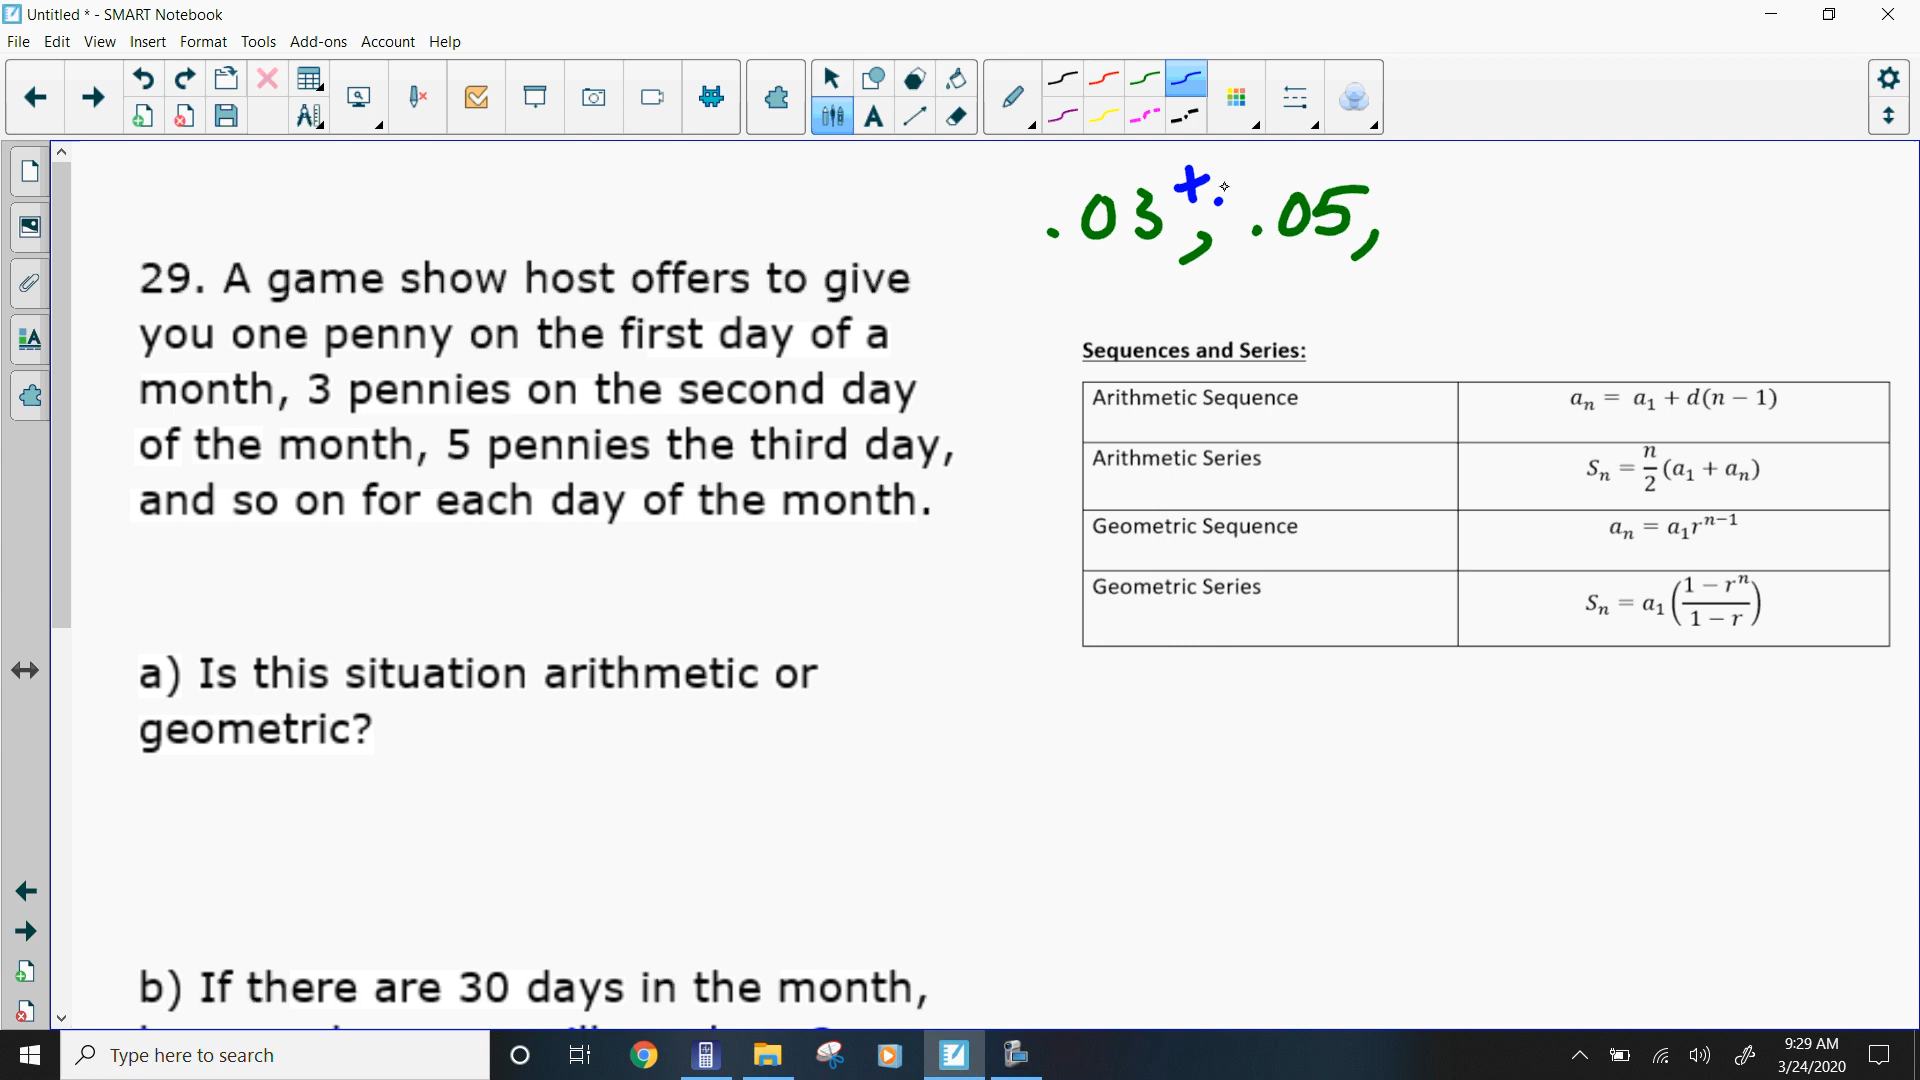 Untitled * - SMART Notebook
File Edit View Insert Format Tools Add-ons Account Help
.03, + . .05,
29. A game show host offers to give
you one penny on the first day of a
month, 3 pennies on the second day
of the month, 5 pennies the third day,
and so on for each day of the month.
Sequences and Series:
Arithmetic Sequence aₙ = a₁ + d(n − 1)
Arithmetic Series Sₙ = n/2 (a₁ + aₙ)
Geometric Sequence aₙ = a₁rⁿ⁻¹
Geometric Series Sₙ = a₁((1 − rⁿ)/(1 − r))
a) Is this situation arithmetic or
geometric?
b) If there are 30 days in the month,
Type here to search
9:29 AM
3/24/2020